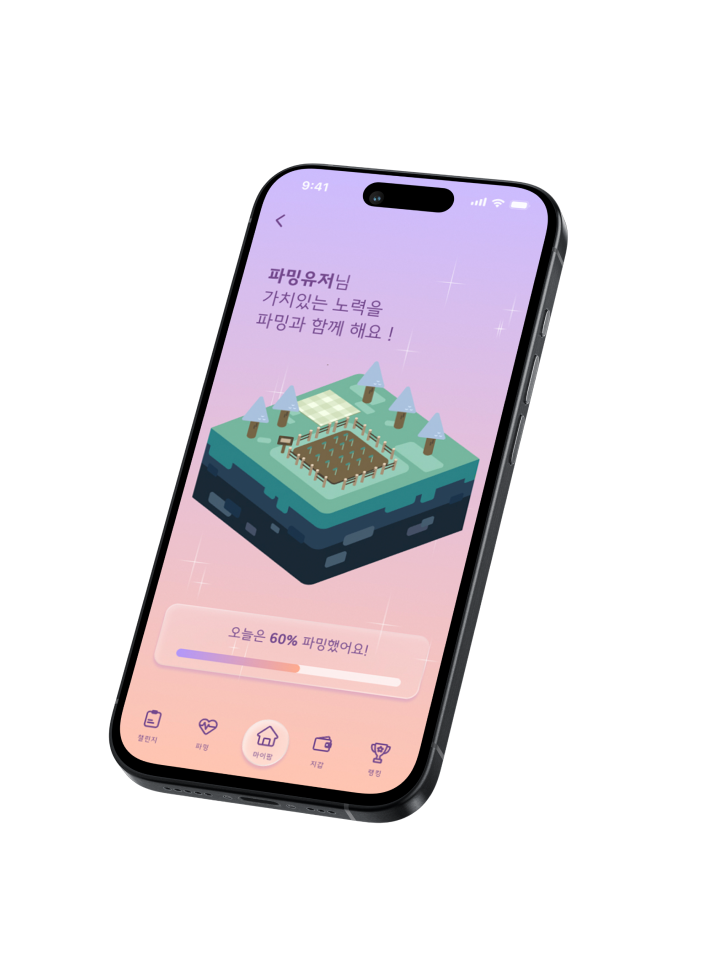 9:41
파밍유저님
가치있는 노력을
파밍과 함께 해요 !
오늘은 60% 파밍했어요!
챌린지
파밍
마이팜
지갑
랭킹